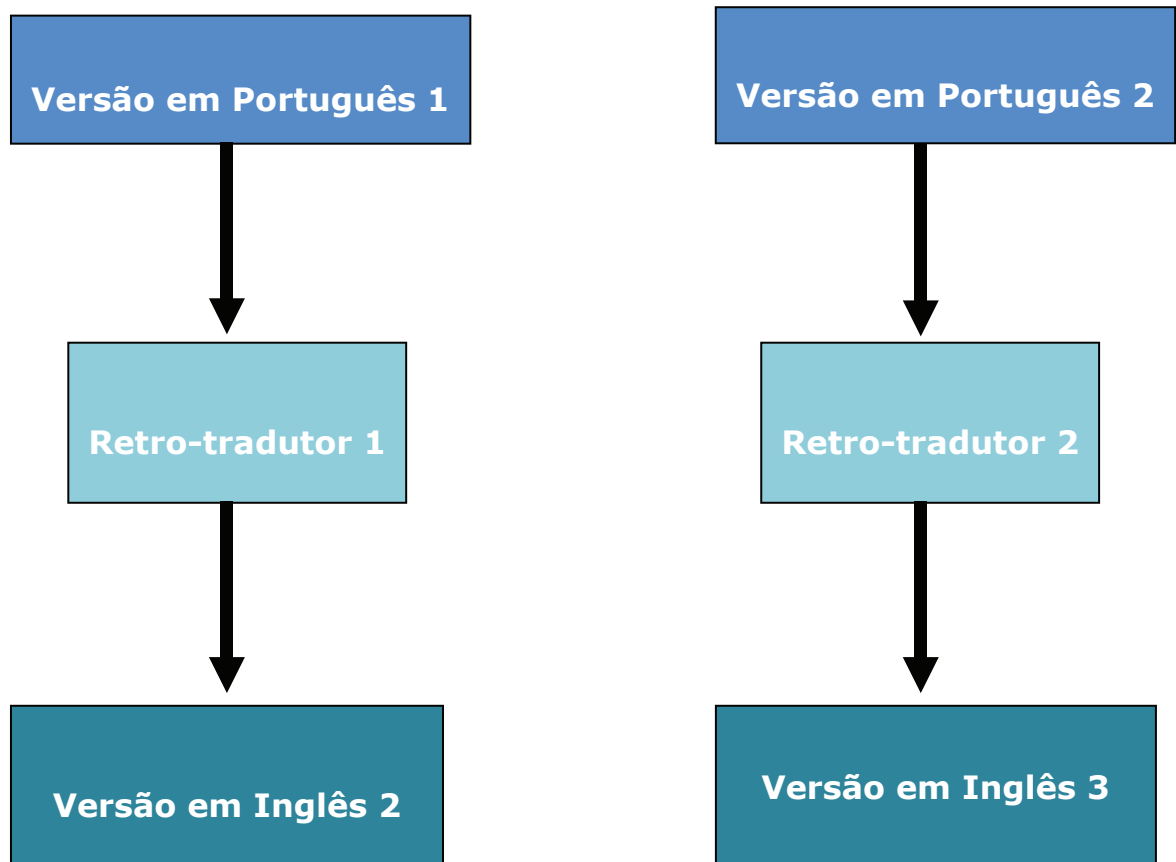 Versão em Português 1
Versão em Português 2
Retro-tradutor 1
Retro-tradutor 2
Versão em Inglês 2
Versão em Inglês 3